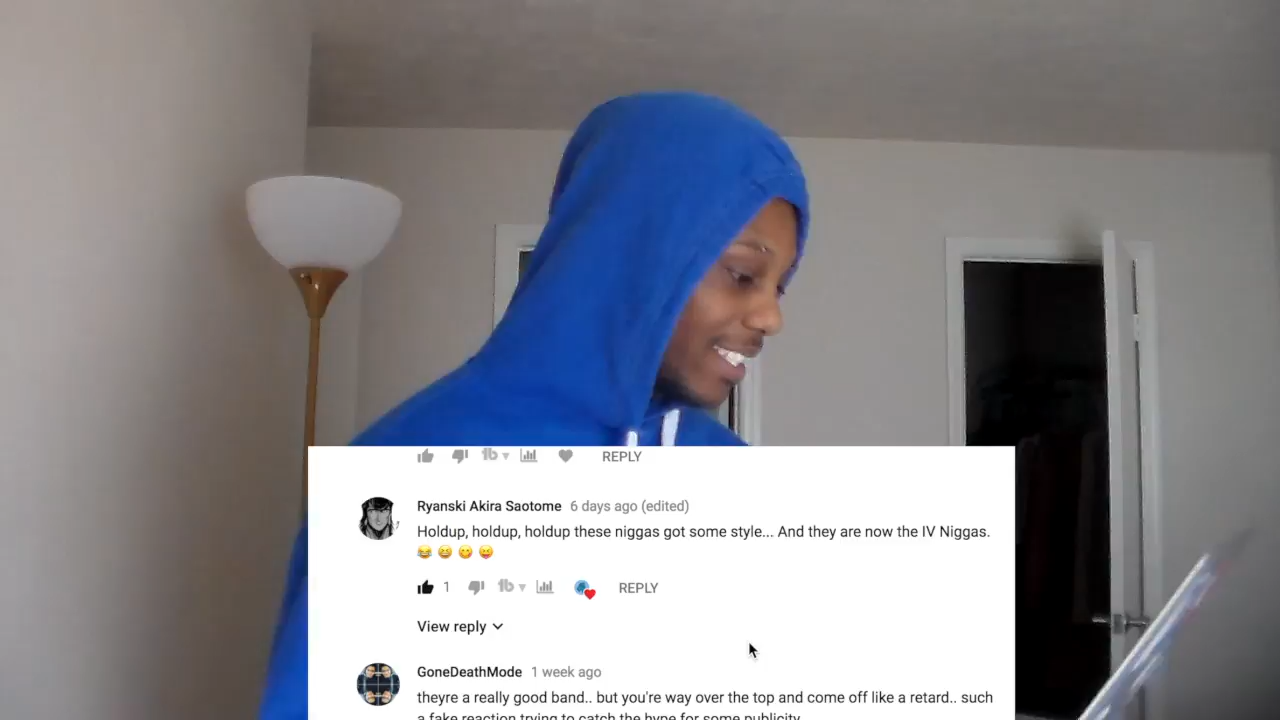 REPLY
Ryanski Akira Saotome 6 days ago (edited)
Holdup, holdup, holdup these niggas got some style... And they are now the IV Niggas.
😂 😆 😋 😝
1 REPLY
View reply
GoneDeathMode 1 week ago
theyre a really good band.. but you're way over the top and come off like a retard.. such
a fake reaction trying to catch the hype for some publicity